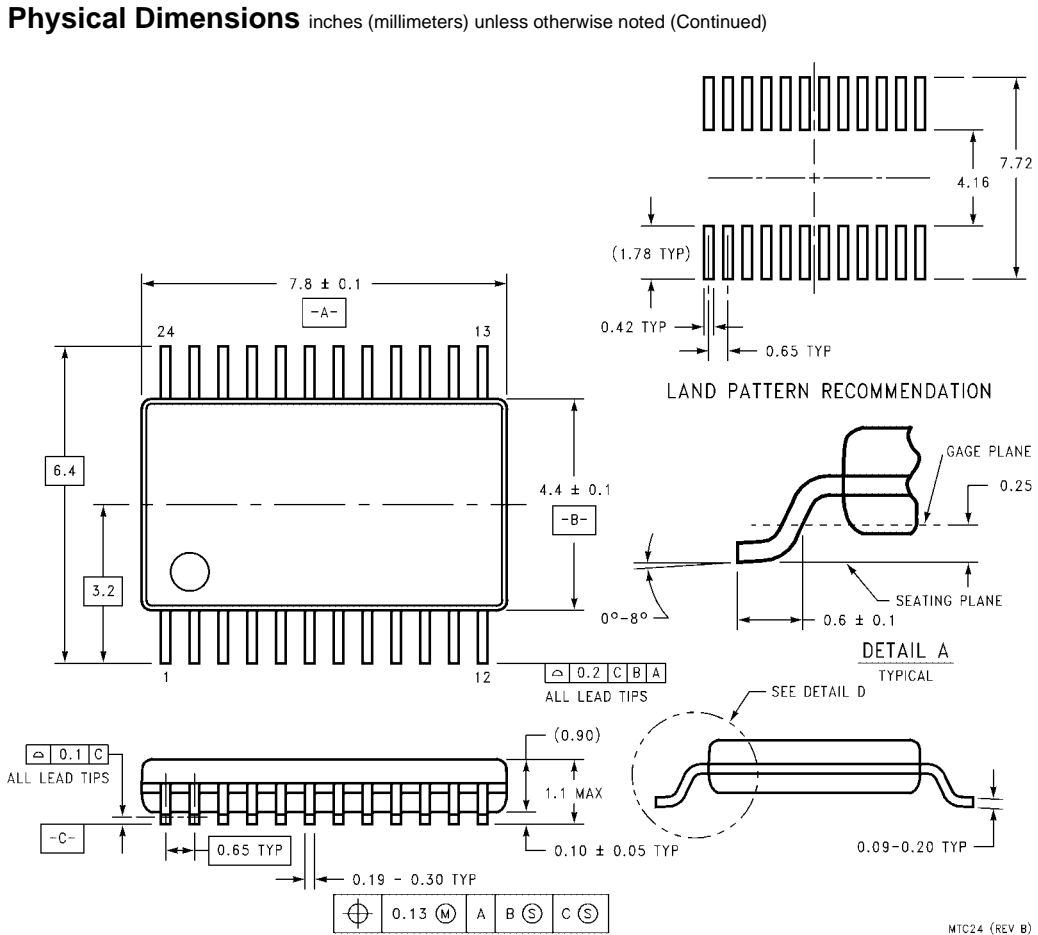 Physical Dimensions inches (millimeters) unless otherwise noted (Continued)
7.72
4.16
(1.78 TYP)
0.42 TYP
0.65 TYP
LAND PATTERN RECOMMENDATION
7.8 ± 0.1
-A-
24
13
6.4
3.2
4.4 ± 0.1
-B-
1
12
⌓ 0.2 C B A
ALL LEAD TIPS
GAGE PLANE
0.25
SEATING PLANE
0°-8°
0.6 ± 0.1
DETAIL A
TYPICAL
SEE DETAIL D
⌓ 0.1 C
ALL LEAD TIPS
-C-
(0.90)
1.1 MAX
0.65 TYP
0.10 ± 0.05 TYP
0.19 - 0.30 TYP
⌖ 0.13 Ⓜ A B Ⓢ C Ⓢ
0.09-0.20 TYP
MTC24 (REV B)